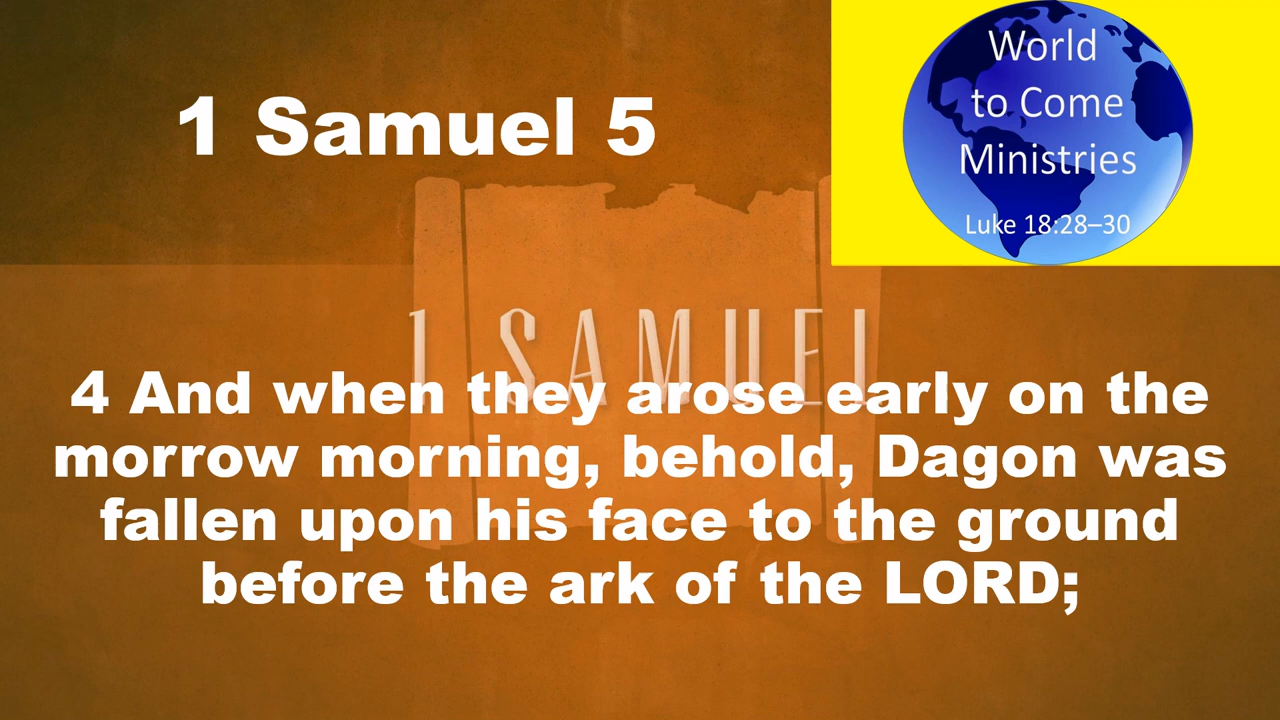 1 Samuel 5
World
to Come
Ministries
Luke 18:28–30
1 SAMUEL
4 And when they arose early on the
morrow morning, behold, Dagon was
fallen upon his face to the ground
before the ark of the LORD;